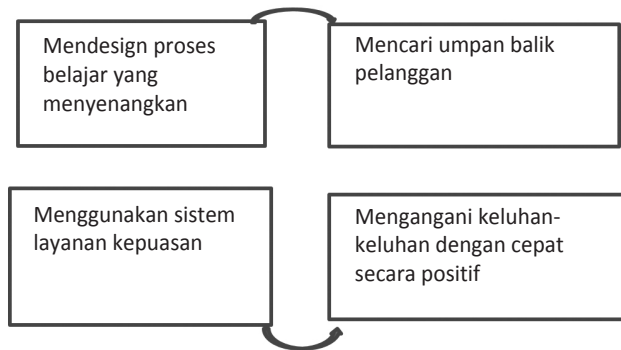 Mendesign proses
belajar yang
menyenangkan
Mencari umpan balik
pelanggan
Menggunakan sistem
layanan kepuasan
Mengangani keluhan-
keluhan dengan cepat
secara positif